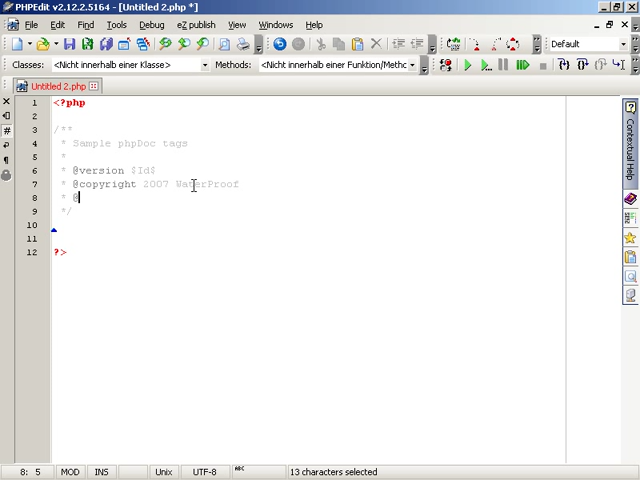 PHPEdit v2.12.2.5164 - [Untitled 2.php *]
File Edit Find Tools Debug eZ publish View Windows Help
Default
Classes: <Nicht innerhalb einer Klasse> Methods: <Nicht innerhalb einer Funktion/Methc
Untitled 2.php
1 <?php
2
3 /**
4 * Sample phpDoc tags
5 *
6 * @version $Id$
7 * @copyright 2007 WaterProof
8 * @
9 */
10
11
12 ?>
Contextual Help
8: 5 MOD INS Unix UTF-8 ABC 13 characters selected